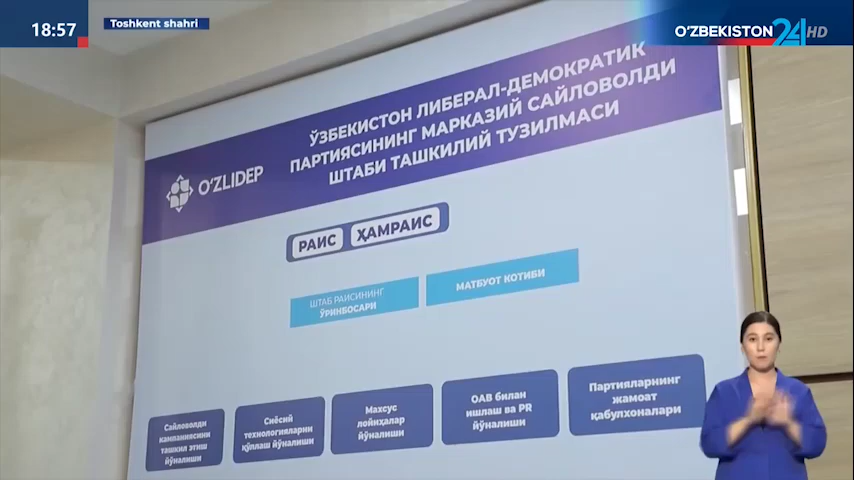 18:57
Toshkent shahri
O'ZBEKISTON 24 HD
O'ZLIDEP
ЎЗБЕКИСТОН ЛИБЕРАЛ-ДЕМОКРАТИК
ПАРТИЯСИНИНГ МАРКАЗИЙ САЙЛОВОЛДИ
ШТАБИ ТАШКИЛИЙ ТУЗИЛМАСИ
РАИС ҲАМРАИС
ШТАБ РАИСИНИНГ
ЎРИНБОСАРИ
МАТБУОТ КОТИБИ
Сайловолди
кампаниясини
ташкил этиш
йўналиши
Сиёсий
технологияларни
қўллаш йўналиши
Махсус
лойиҳалар
йўналиши
ОАВ билан
ишлаш ва PR
йўналиши
Партияларнинг
жамоат
қабулхоналари